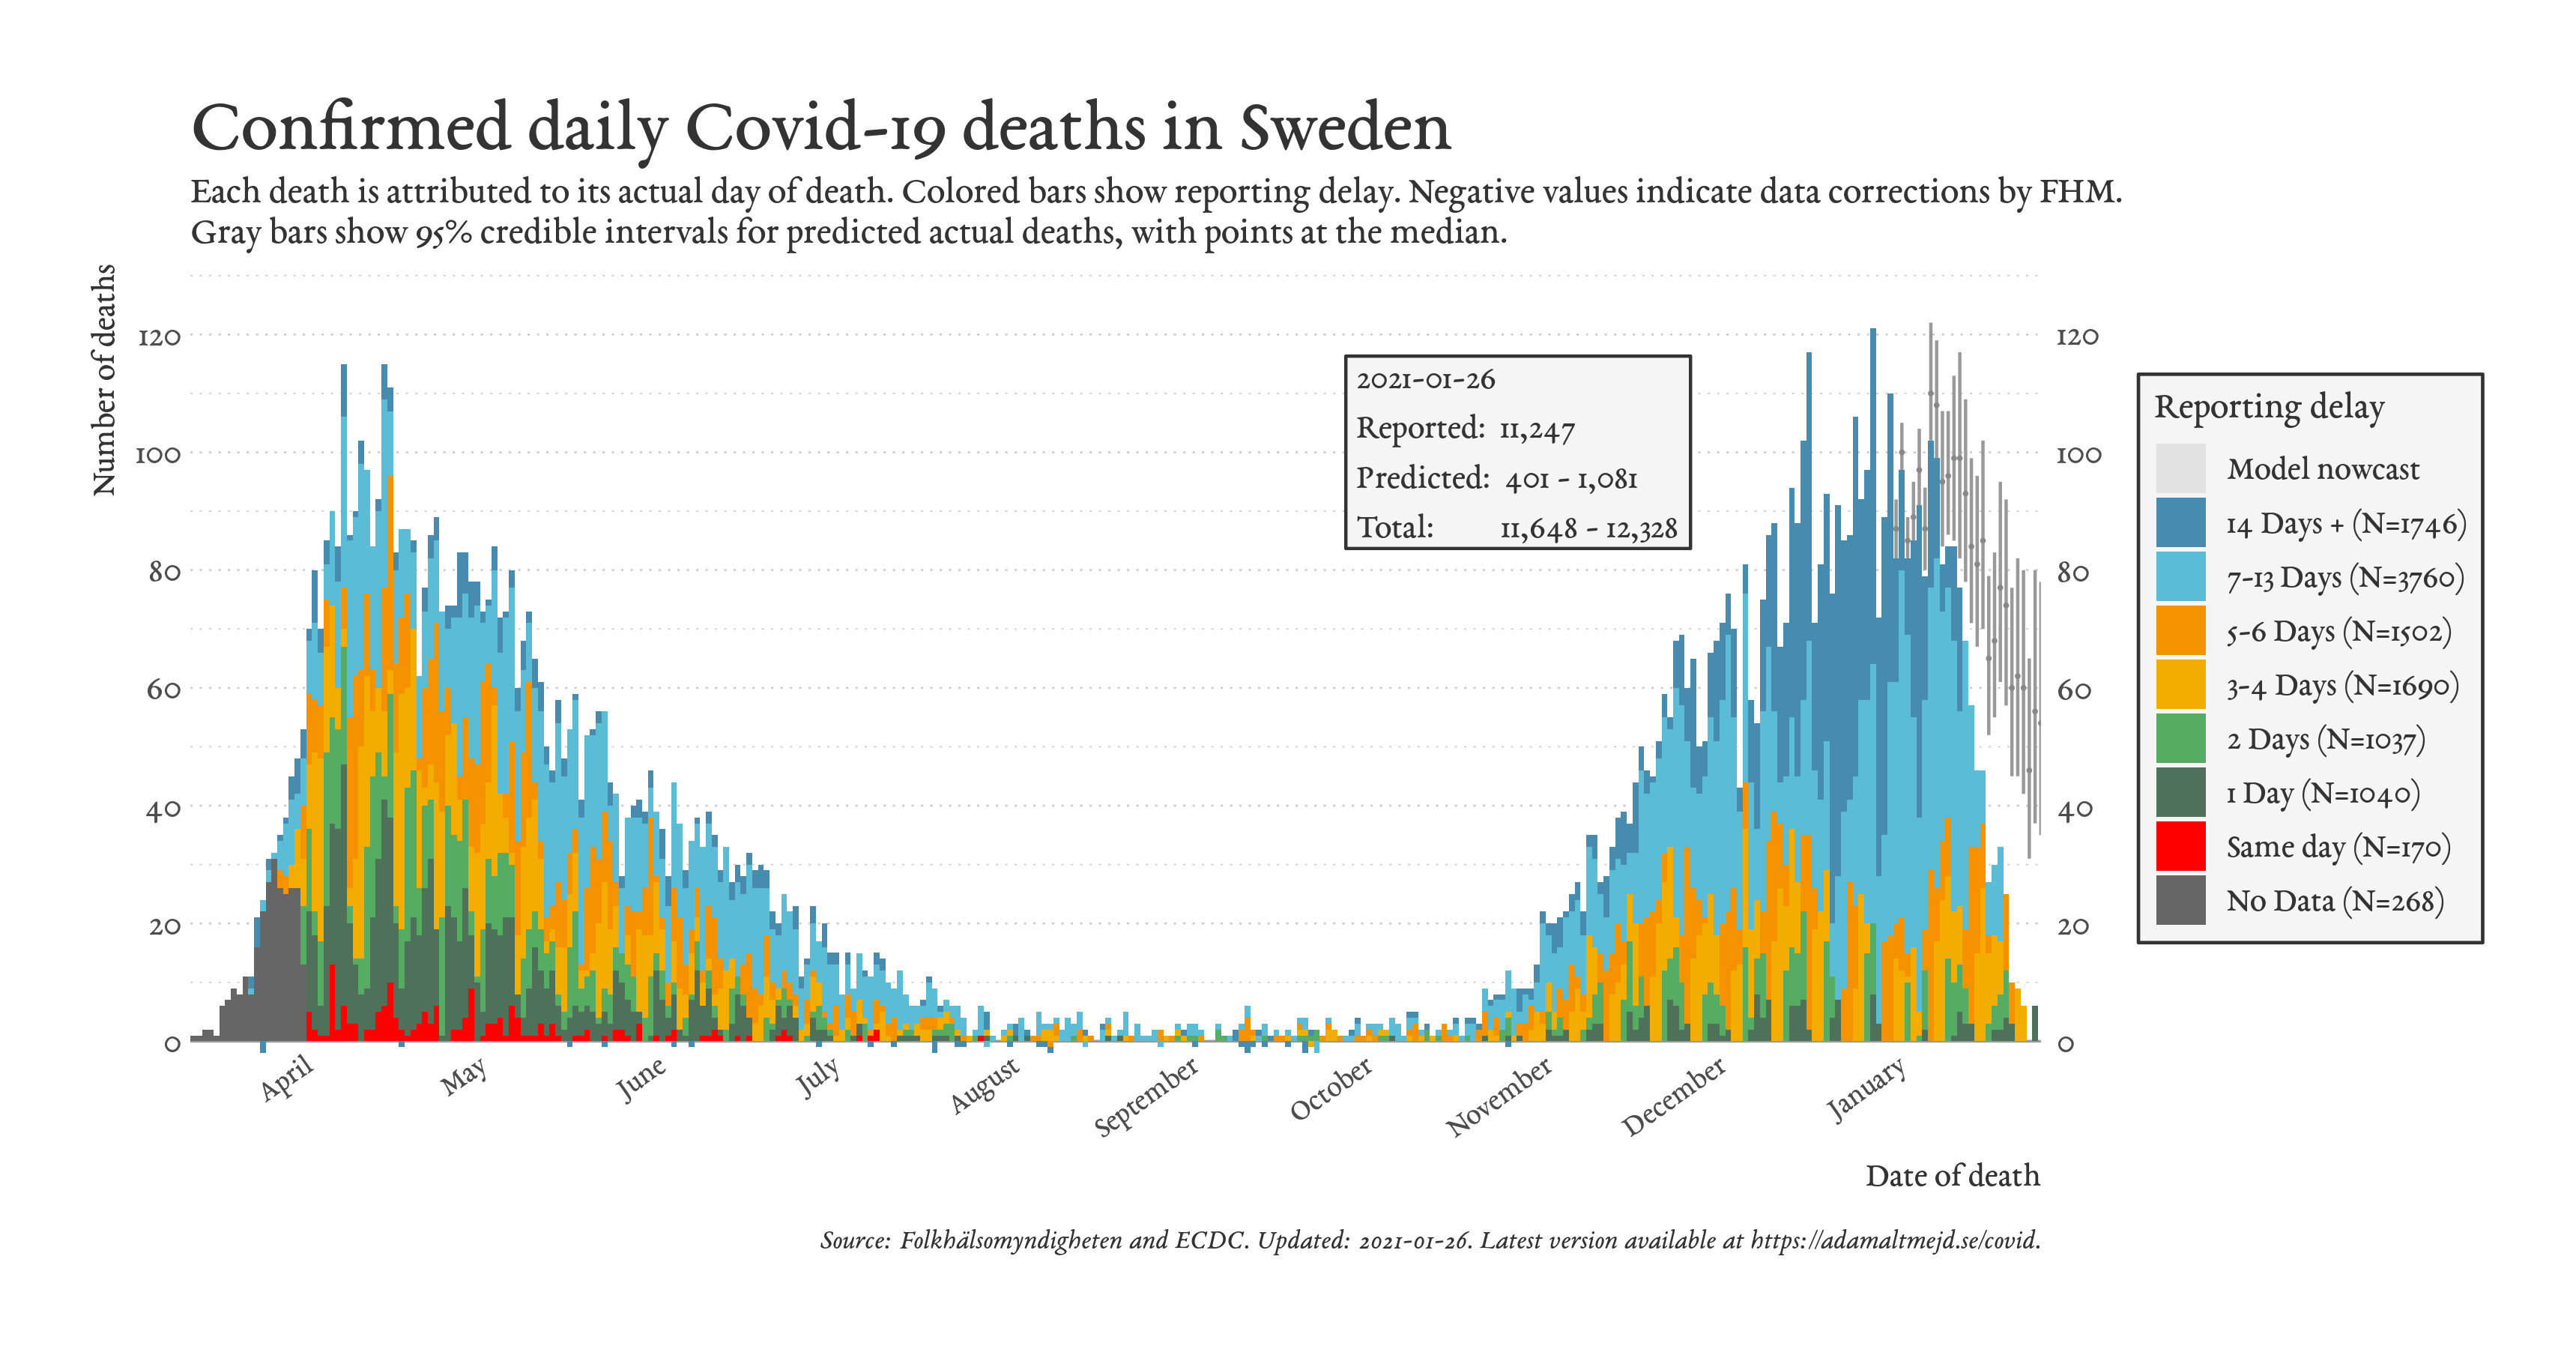 Confirmed daily Covid-19 deaths in Sweden
Each death is attributed to its actual day of death. Colored bars show reporting delay. Negative values indicate data corrections by FHM.
Gray bars show 95% credible intervals for predicted actual deaths, with points at the median.
Number of deaths
120
100
80
60
40
20
0
120
100
80
60
40
20
0
2021-01-26
Reported: 11,247
Predicted: 401 - 1,081
Total: 11,648 - 12,328
Reporting delay
Model nowcast
14 Days + (N=1746)
7-13 Days (N=3760)
5-6 Days (N=1502)
3-4 Days (N=1690)
2 Days (N=1037)
1 Day (N=1040)
Same day (N=170)
No Data (N=268)
April
May
June
July
August
September
October
November
December
January
Date of death
Source: Folkhälsomyndigheten and ECDC. Updated: 2021-01-26. Latest version available at https://adamaltmejd.se/covid.